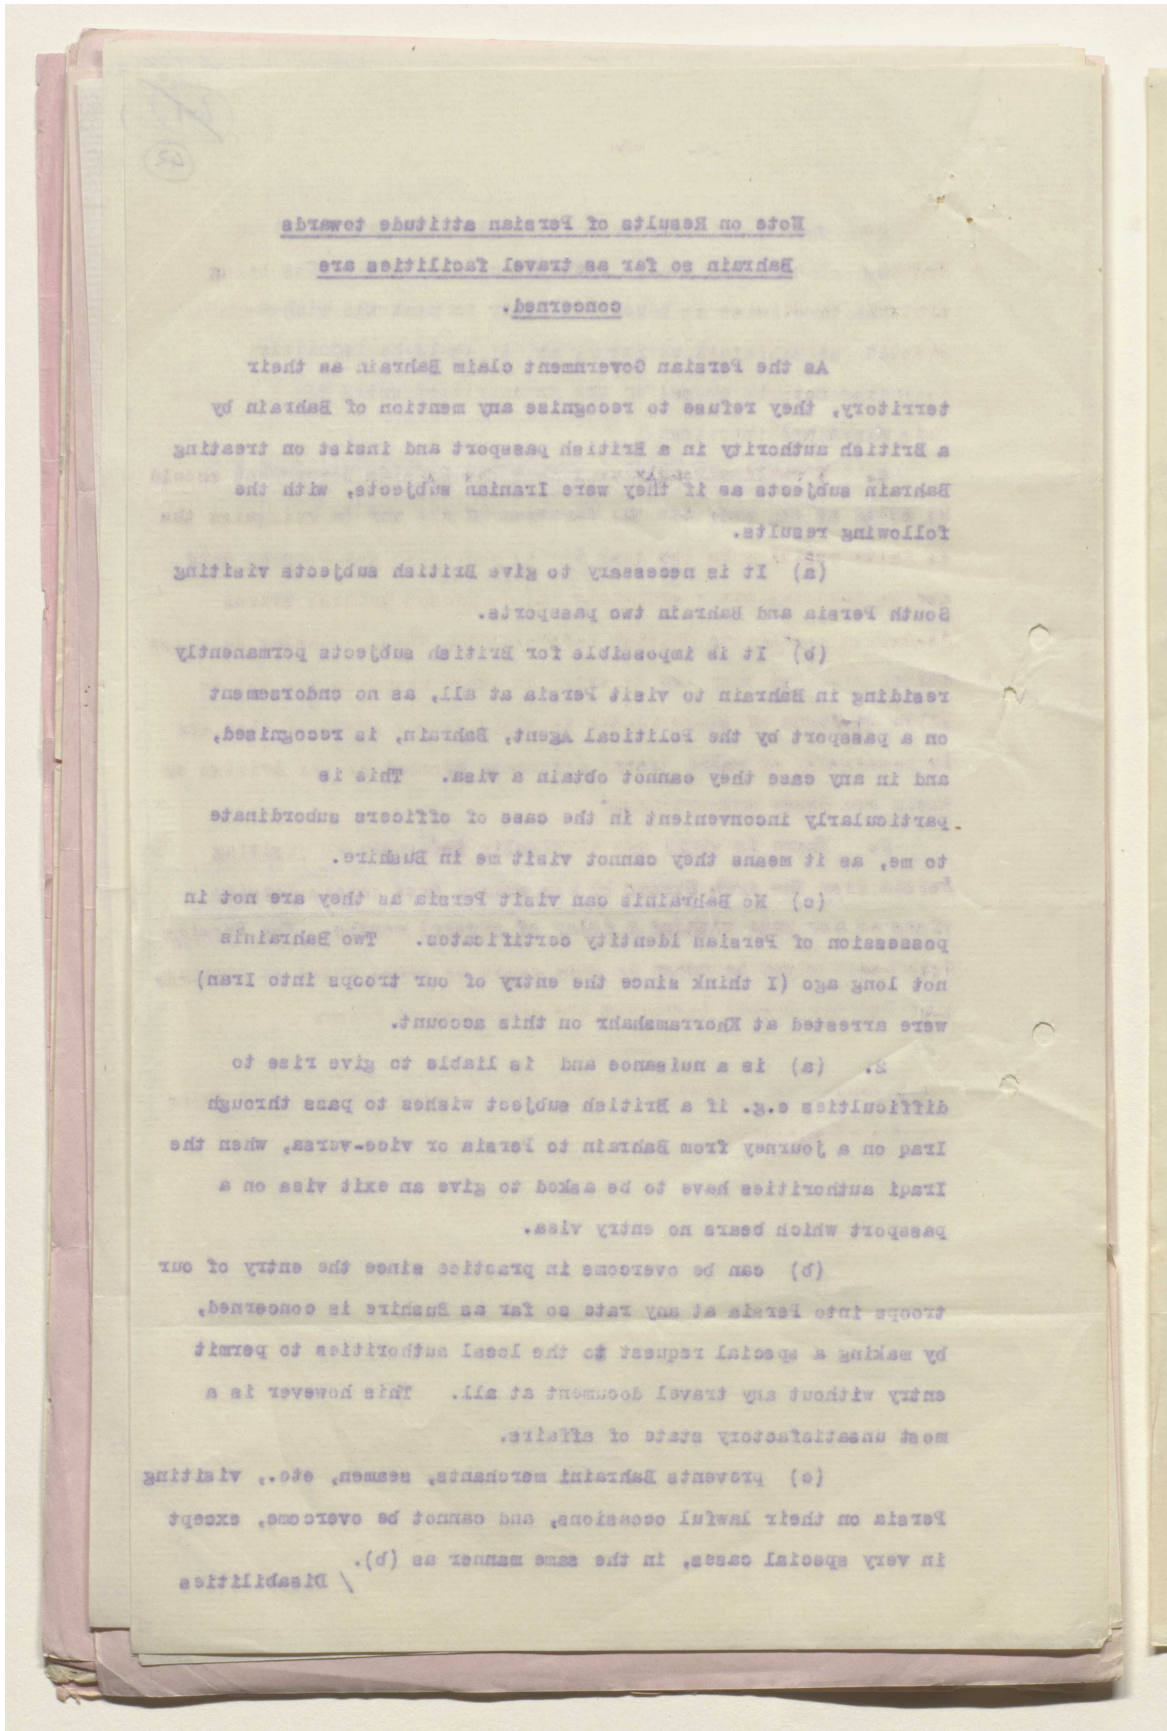 Note on Results of Persian attitude towards
Bahrain so far as travel facilities are
concerned.
As the Persian Government claim Bahrain as their
territory, they refuse to recognise any mention of Bahrain by
a British authority in a British passport and insist on treating
Bahrain subjects as if they were Iranian subjects, with the
following results.
(a) It is necessary to give British subjects visiting
South Persia and Bahrain two passports.
(b) It is impossible for British subjects permanently
residing in Bahrain to visit Persia at all, as no endorsement
on a passport by the Political Agent, Bahrain, is recognised,
and in any case they cannot obtain a visa. This is
particularly inconvenient in the case of officers subordinate
to me, as it means they cannot visit me in Bushire.
(c) No Bahrainis can visit Persia as they are not in
possession of Persian identity certificates. Two Bahrainis
not long ago (I think since the entry of our troops into Iran)
were arrested at Khorramshahr on this account.
2. (a) is a nuisance and is liable to give rise to
difficulties e.g. if a British subject wishes to pass through
Iraq on a journey from Bahrain to Persia or vice-versa, when the
Iraqi authorities have to be asked to give an exit visa on a
passport which bears no entry visa.
(b) can be overcome in practice since the entry of our
troops into Persia at any rate so far as Bushire is concerned,
by making a special request to the local authorities to permit
entry without any travel document at all. This however is a
most unsatisfactory state of affairs.
(c) prevents Bahraini merchants, seamen, etc., visiting
Persia on their lawful occasions, and cannot be overcome, except
in very special cases, in the same manner as (b).
/ Disabilities